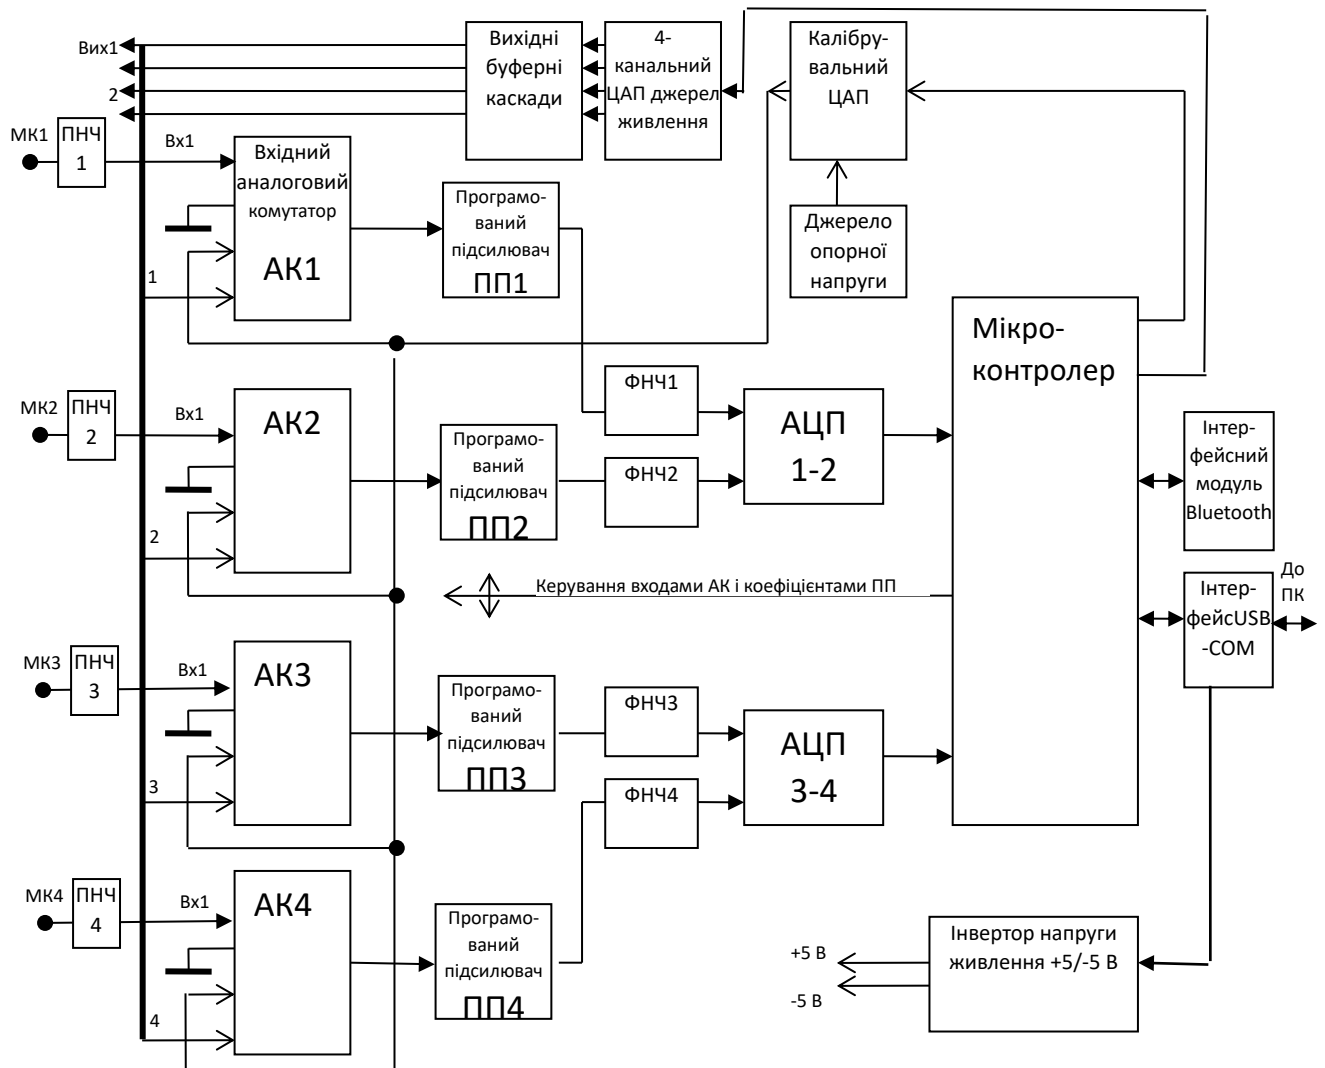 Вих1
2
Вихідні
буферні
каскади
4-
канальний
ЦАП джерел
живлення
Калібру-
вальний
ЦАП
МК1
ПНЧ
1
Вх1
Вхідний
аналоговий
комутатор
АК1
1
Програмо-
ваний
підсилювач
ПП1
Джерело
опорної
напруги
Мікро-
контролер
МК2
ПНЧ
2
Вх1
АК2
2
Програмо-
ваний
підсилювач
ПП2
ФНЧ1
ФНЧ2
АЦП
1-2
Інтер-
фейсний
модуль
Bluetooth
Керування входами АК і коефіцієнтами ПП
Інтер-
фейсUSB
-COM
До
ПК
МК3
ПНЧ
3
Вх1
АК3
3
Програмо-
ваний
підсилювач
ПП3
ФНЧ3
ФНЧ4
АЦП
3-4
МК4
ПНЧ
4
Вх1
АК4
4
Програмо-
ваний
підсилювач
ПП4
+5 В
-5 В
Інвертор напруги
живлення +5/-5 В